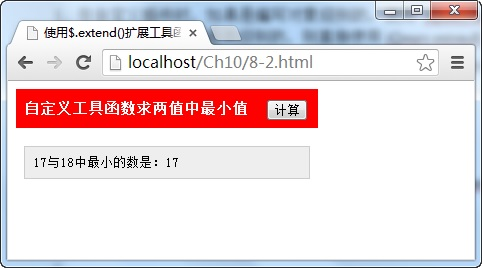 使用$.extend()扩展工具函
localhost/Ch10/8-2.html
自定义工具函数求两值中最小值 计算
17与18中最小的数是：17